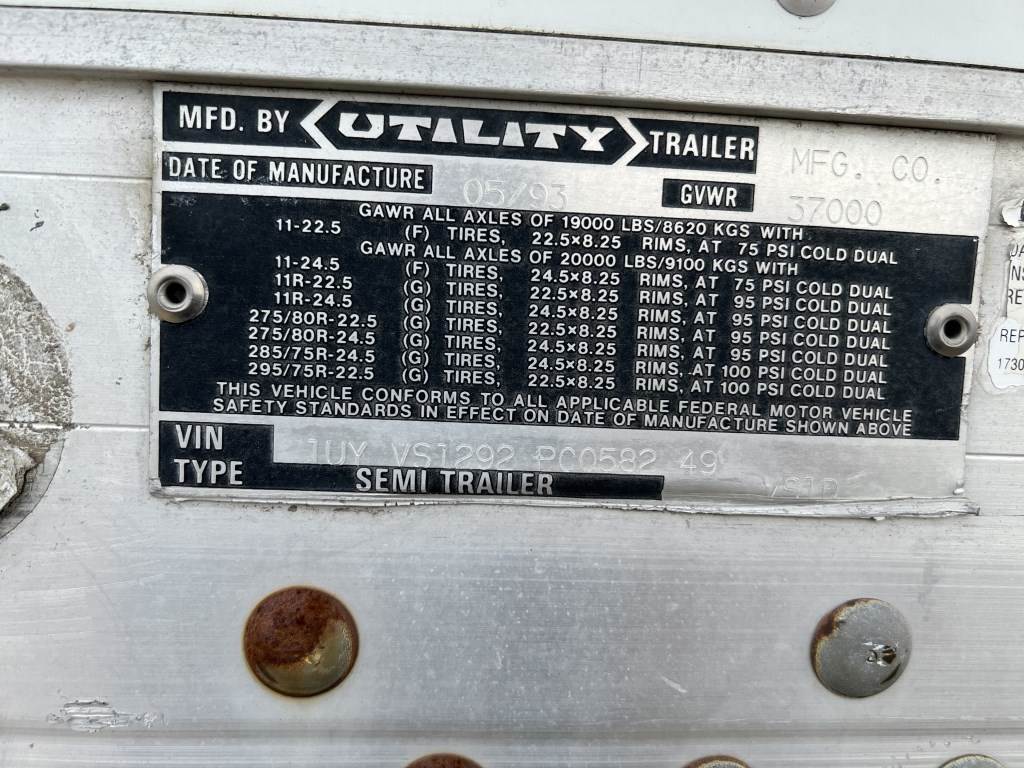 MFD. BY UTILITY TRAILER MFG. CO.
DATE OF MANUFACTURE 05/93 GVWR 37000
GAWR ALL AXLES OF 19000 LBS/8620 KGS WITH
11-22.5 (F) TIRES, 22.5×8.25 RIMS, AT 75 PSI COLD DUAL
GAWR ALL AXLES OF 20000 LBS/9100 KGS WITH
11-24.5 (F) TIRES, 24.5×8.25 RIMS, AT 75 PSI COLD DUAL
11R-22.5 (G) TIRES, 22.5×8.25 RIMS, AT 95 PSI COLD DUAL
11R-24.5 (G) TIRES, 24.5×8.25 RIMS, AT 95 PSI COLD DUAL
275/80R-22.5 (G) TIRES, 22.5×8.25 RIMS, AT 95 PSI COLD DUAL
275/80R-24.5 (G) TIRES, 24.5×8.25 RIMS, AT 95 PSI COLD DUAL
285/75R-24.5 (G) TIRES, 24.5×8.25 RIMS, AT 100 PSI COLD DUAL
295/75R-22.5 (G) TIRES, 22.5×8.25 RIMS, AT 100 PSI COLD DUAL
THIS VEHICLE CONFORMS TO ALL APPLICABLE FEDERAL MOTOR VEHICLE
SAFETY STANDARDS IN EFFECT ON DATE OF MANUFACTURE SHOWN ABOVE
VIN 1UY VS1292 PC0582 49
TYPE SEMI TRAILER VS1D
REP
1730